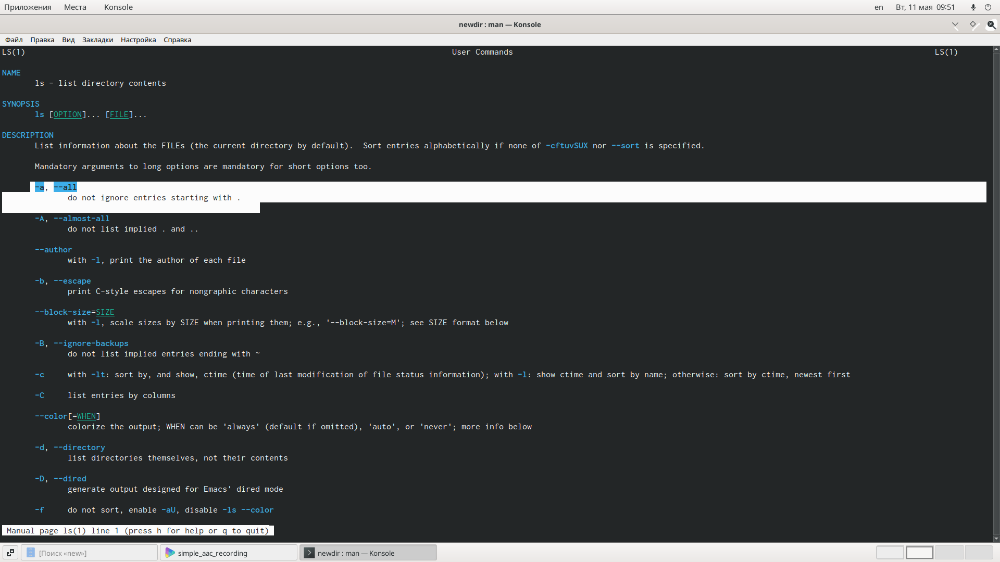 Приложения Места Konsole en Вт, 11 мая 09:51
newdir : man — Konsole
Файл Правка Вид Закладки Настройка Справка
LS(1) User Commands LS(1)
NAME
ls - list directory contents
SYNOPSIS
ls [OPTION]... [FILE]...
DESCRIPTION
List information about the FILEs (the current directory by default).  Sort entries alphabetically if none of -cftuvSUX nor --sort is specified.
Mandatory arguments to long options are mandatory for short options too.
-a, --all
do not ignore entries starting with .
-A, --almost-all
do not list implied . and ..
--author
with -l, print the author of each file
-b, --escape
print C-style escapes for nongraphic characters
--block-size=SIZE
with -l, scale sizes by SIZE when printing them; e.g., '--block-size=M'; see SIZE format below
-B, --ignore-backups
do not list implied entries ending with ~
-c with -lt: sort by, and show, ctime (time of last modification of file status information); with -l: show ctime and sort by name; otherwise: sort by ctime, newest first
-C list entries by columns
--color[=WHEN]
colorize the output; WHEN can be 'always' (default if omitted), 'auto', or 'never'; more info below
-d, --directory
list directories themselves, not their contents
-D, --dired
generate output designed for Emacs' dired mode
-f do not sort, enable -aU, disable -ls --color
Manual page ls(1) line 1 (press h for help or q to quit)
[Поиск «new»] simple_aac_recording newdir : man — Konsole